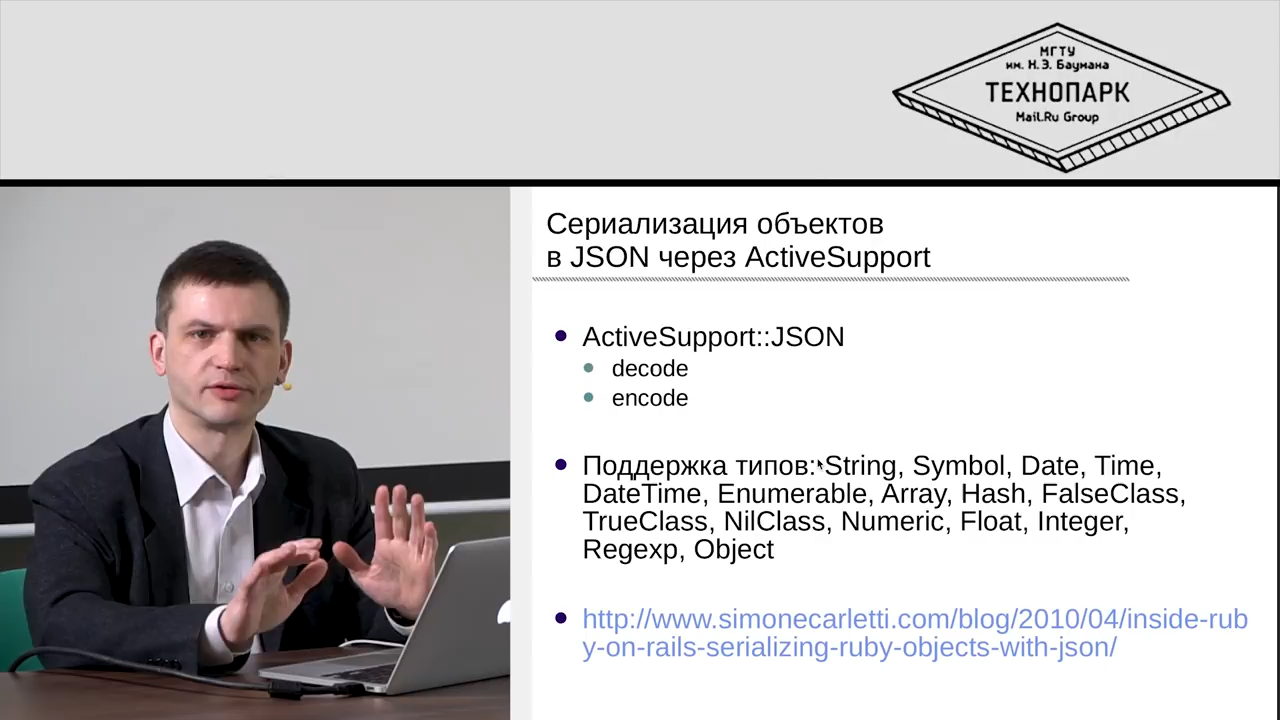 МГТУ
им. Н.Э. Баумана
ТЕХНОПАРК
Mail.Ru Group
Сериализация объектов
в JSON через ActiveSupport
ActiveSupport::JSON
decode
encode
Поддержка типов: String, Symbol, Date, Time,
DateTime, Enumerable, Array, Hash, FalseClass,
TrueClass, NilClass, Numeric, Float, Integer,
Regexp, Object
http://www.simonecarletti.com/blog/2010/04/inside-rub
y-on-rails-serializing-ruby-objects-with-json/